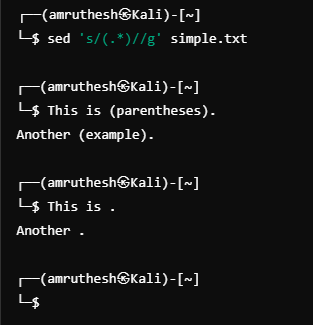 ┌──(amruthesh㉿Kali)-[~]
└─$ sed 's/(.*)//g' simple.txt
┌──(amruthesh㉿Kali)-[~]
└─$ This is (parentheses).
Another (example).
┌──(amruthesh㉿Kali)-[~]
└─$ This is .
Another .
┌──(amruthesh㉿Kali)-[~]
└─$